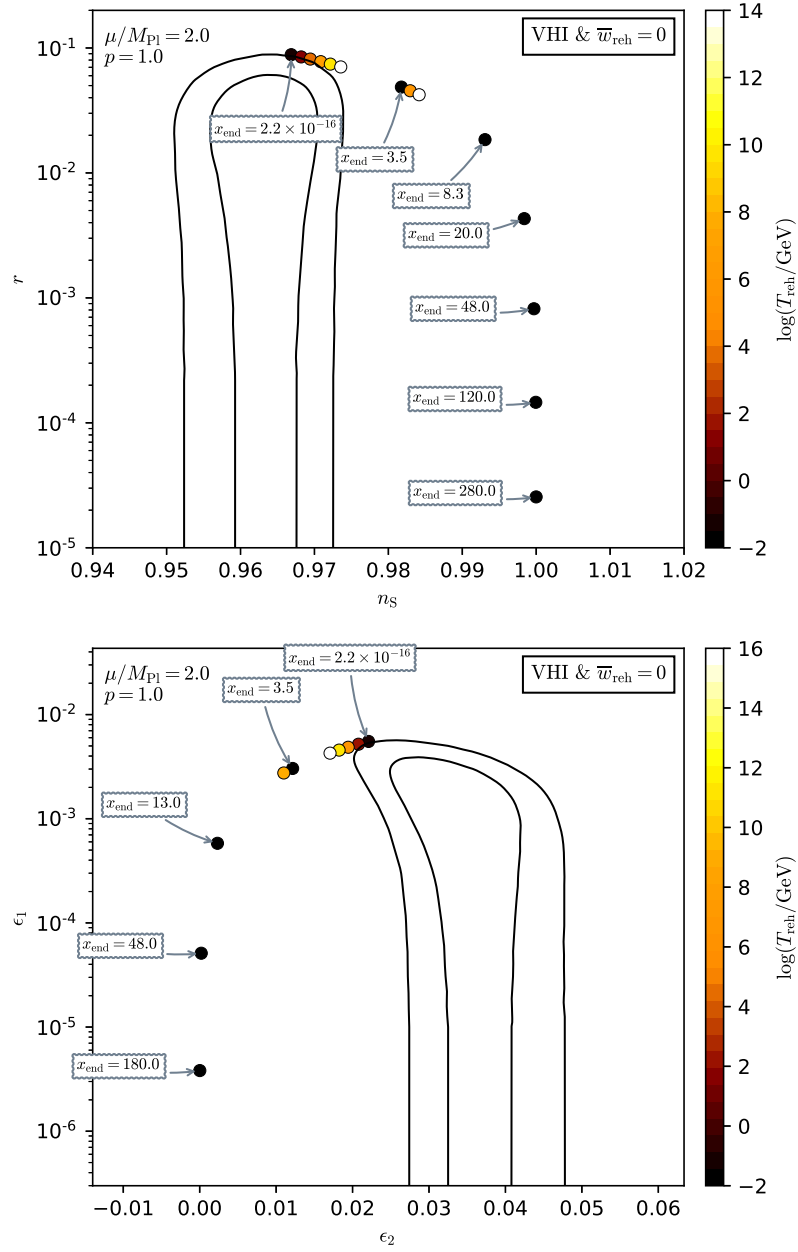 μ/M_Pl = 2.0
p = 1.0
VHI & w̅_reh = 0
x_end = 2.2 × 10^−16
x_end = 3.5
x_end = 8.3
x_end = 20.0
x_end = 48.0
x_end = 120.0
x_end = 280.0
10^-1
10^-2
10^-3
10^-4
10^-5
r
0.94 0.95 0.96 0.97 0.98 0.99 1.00 1.01 1.02
n_S
14
12
10
8
6
4
2
0
−2
log(T_reh/GeV)
μ/M_Pl = 2.0
p = 1.0
VHI & w̅_reh = 0
x_end = 2.2 × 10^−16
x_end = 3.5
x_end = 13.0
x_end = 48.0
x_end = 180.0
10^-2
10^-3
10^-4
10^-5
10^-6
ϵ_1
−0.01 0.00 0.01 0.02 0.03 0.04 0.05 0.06
ϵ_2
16
14
12
10
8
6
4
2
0
−2
log(T_reh/GeV)